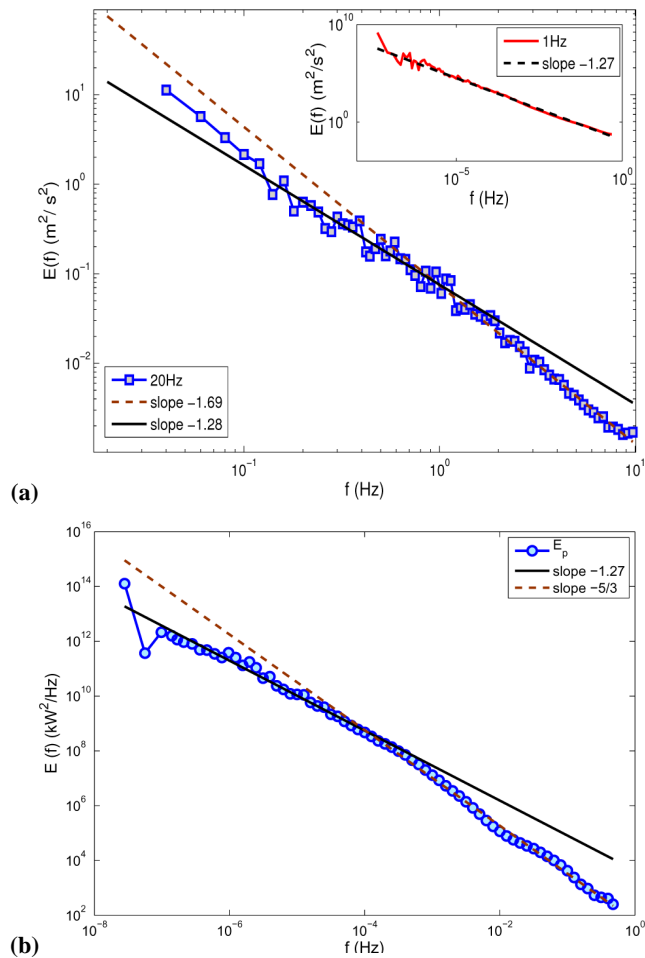 10^1
10^0
10^-1
10^-2
E(f) (m^2/ s^2)
20Hz
slope −1.69
slope −1.28
10^-1
10^0
10^1
f (Hz)
10^10
10^0
E(f) (m^2/s^2)
1Hz
slope −1.27
10^-5
10^0
f (Hz)
(a)
10^16
10^14
10^12
10^10
10^8
10^6
10^4
10^2
E (f) (kW^2/Hz)
E_p
slope −1.27
slope −5/3
10^-8
10^-6
10^-4
10^-2
10^0
f (Hz)
(b)